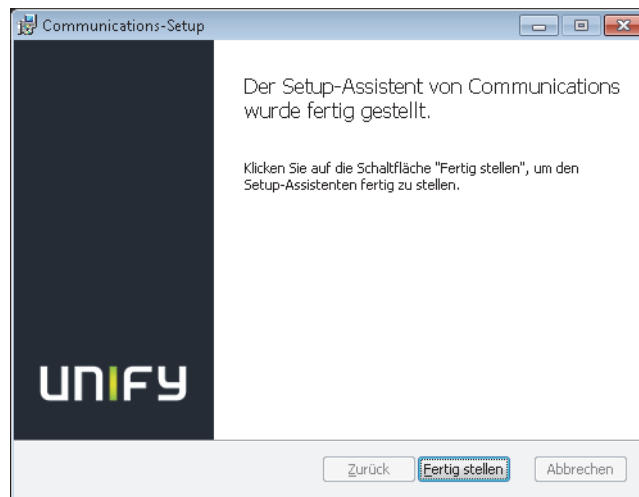 Communications-Setup
Der Setup-Assistent von Communications
wurde fertig gestellt.
Klicken Sie auf die Schaltfläche "Fertig stellen", um den
Setup-Assistenten fertig zu stellen.
UNIFY
Zurück Fertig stellen Abbrechen